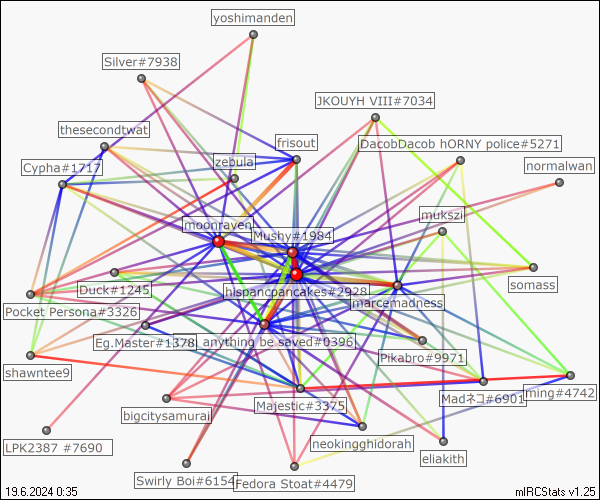 yoshimanden
Silver#7938
JKOUYH VIII#7034
thesecondtwat
frisout
DacobDacob hORNY police#5271
Cypha#1717
zebula
normalwan
mukszi
moonraven
Mushy#1984
somass
Duck#1245
hispancpancakes#2928
marcemadness
Pocket Persona#3326
Eg.Master#1378
anything be saved#0396
Pikabro#9971
shawntee9
bigcitysamurai
Majestic#3375
Madネコ#6901
ming#4742
neokingghidorah
LPK2387 #7690
eliakith
Swirly Boi#6154
Fedora Stoat#4479
19.6.2024 0:35
mIRCStats v1.25